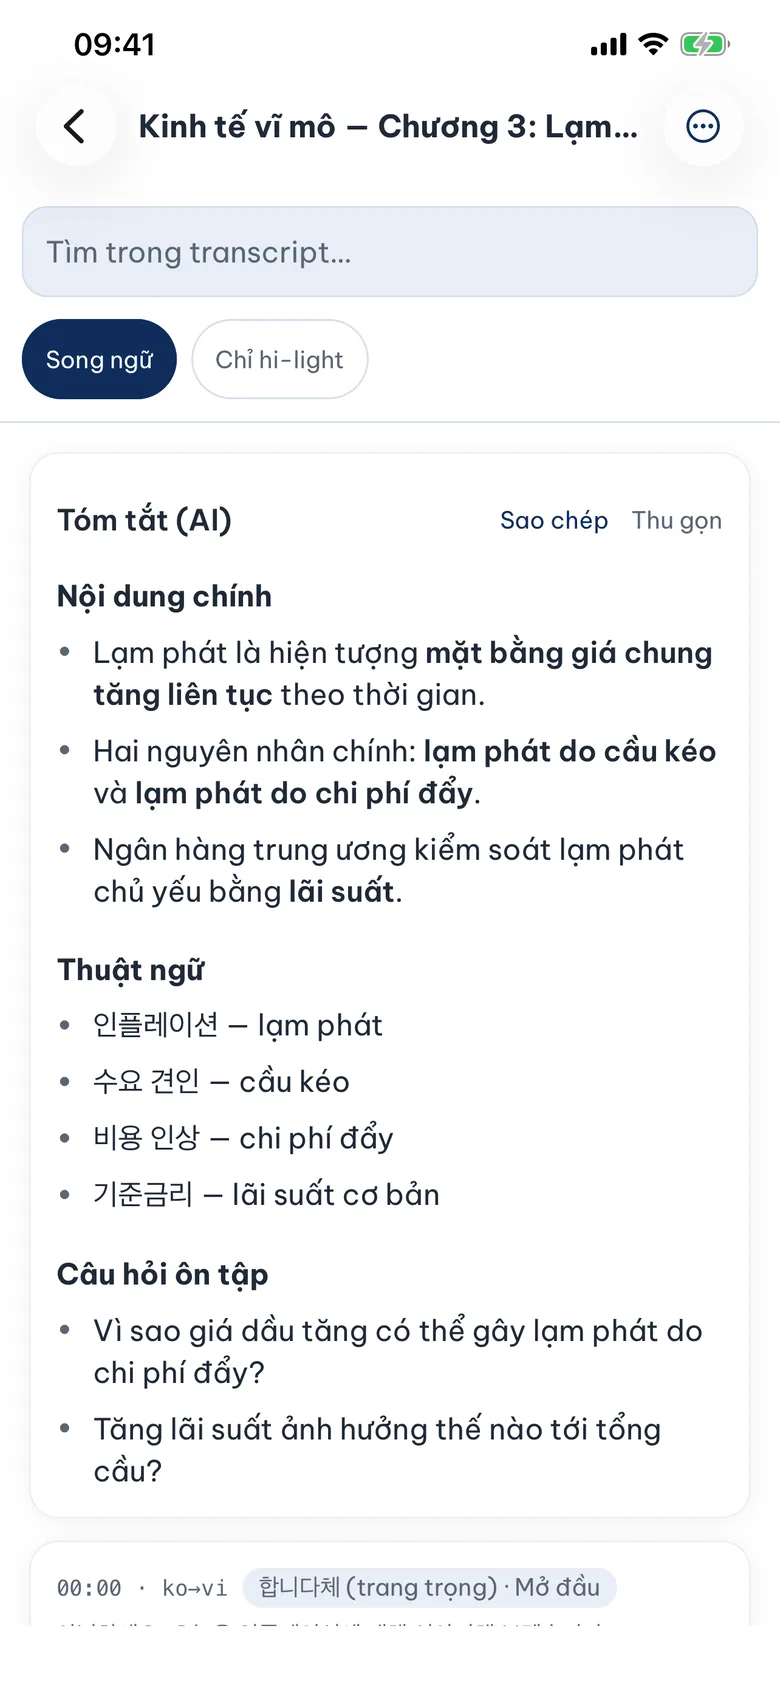 09:41
Kinh tế vĩ mô — Chương 3: Lạm...
Tìm trong transcript...
Song ngữ
Chỉ hi-light
Tóm tắt (AI)
Sao chép
Thu gọn
Nội dung chính
• Lạm phát là hiện tượng mặt bằng giá chung
tăng liên tục theo thời gian.
• Hai nguyên nhân chính: lạm phát do cầu kéo
và lạm phát do chi phí đẩy.
• Ngân hàng trung ương kiểm soát lạm phát
chủ yếu bằng lãi suất.
Thuật ngữ
• 인플레이션 — lạm phát
• 수요 견인 — cầu kéo
• 비용 인상 — chi phí đẩy
• 기준금리 — lãi suất cơ bản
Câu hỏi ôn tập
• Vì sao giá dầu tăng có thể gây lạm phát do
chi phí đẩy?
• Tăng lãi suất ảnh hưởng thế nào tới tổng
cầu?
00:00 · ko→vi 합니다체 (trang trọng) · Mở đầu